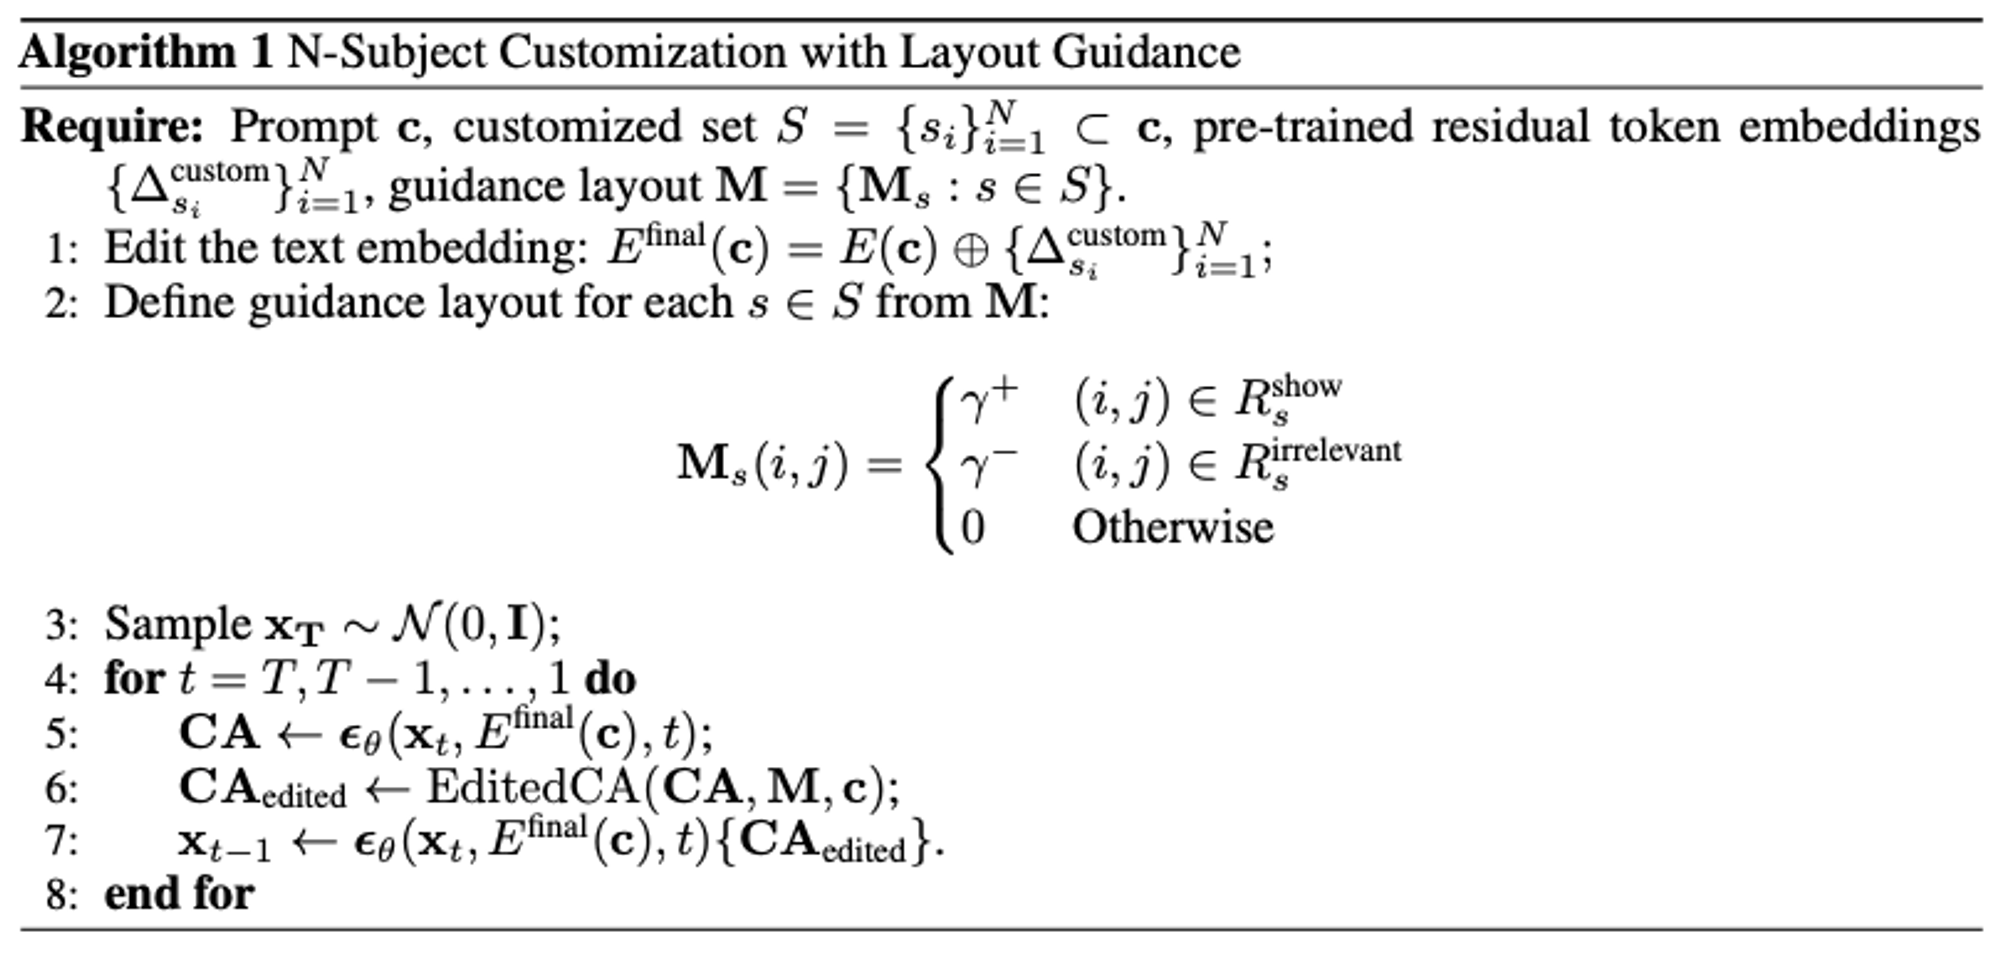 Algorithm 1 N-Subject Customization with Layout Guidance
Require: Prompt c, customized set $S = \{s_i\}_{i=1}^{N} \subset \mathbf{c}$, pre-trained residual token embeddings
$\{\Delta_{s_i}^{\text{custom}}\}_{i=1}^{N}$, guidance layout $\mathbf{M} = \{\mathbf{M}_s : s \in S\}$.
1: Edit the text embedding: $E^{\text{final}}(\mathbf{c}) = E(\mathbf{c}) \oplus \{\Delta_{s_i}^{\text{custom}}\}_{i=1}^{N}$;
2: Define guidance layout for each $s \in S$ from $\mathbf{M}$:
$\mathbf{M}_s(i,j) = \begin{cases} \gamma^+ & (i,j) \in R_s^{\text{show}} \\ \gamma^- & (i,j) \in R_s^{\text{irrelevant}} \\ 0 & \text{Otherwise} \end{cases}$
3: Sample $\mathbf{x_T} \sim \mathcal{N}(0, \mathbf{I})$;
4: for $t = T, T-1, \ldots, 1$ do
5: $\mathbf{CA} \leftarrow \boldsymbol{\epsilon}_\theta(\mathbf{x}_t, E^{\text{final}}(\mathbf{c}), t)$;
6: $\mathbf{CA}_{\text{edited}} \leftarrow \text{EditedCA}(\mathbf{CA}, \mathbf{M}, \mathbf{c})$;
7: $\mathbf{x}_{t-1} \leftarrow \boldsymbol{\epsilon}_\theta(\mathbf{x}_t, E^{\text{final}}(\mathbf{c}), t)\{\mathbf{CA}_{\text{edited}}\}$.
8: end for